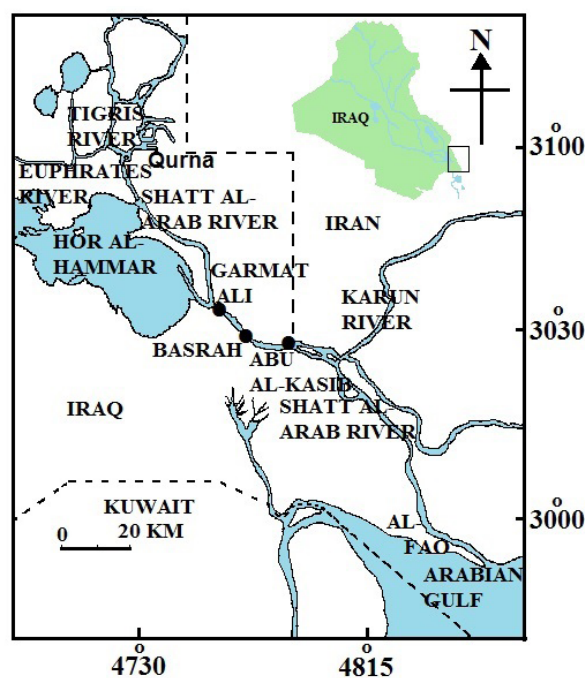 N
IRAQ
TIGRIS
RIVER
Qurna
3100
EUPHRATES
RIVER
SHATT AL-
ARAB RIVER
IRAN
HOR AL-
HAMMAR
GARMAT
ALI
KARUN
RIVER
3030
BASRAH
ABU
AL-KASIB
IRAQ
SHATT AL-
ARAB RIVER
KUWAIT
0 20 KM
AL-
FAO
3000
ARABIAN
GULF
4730
4815